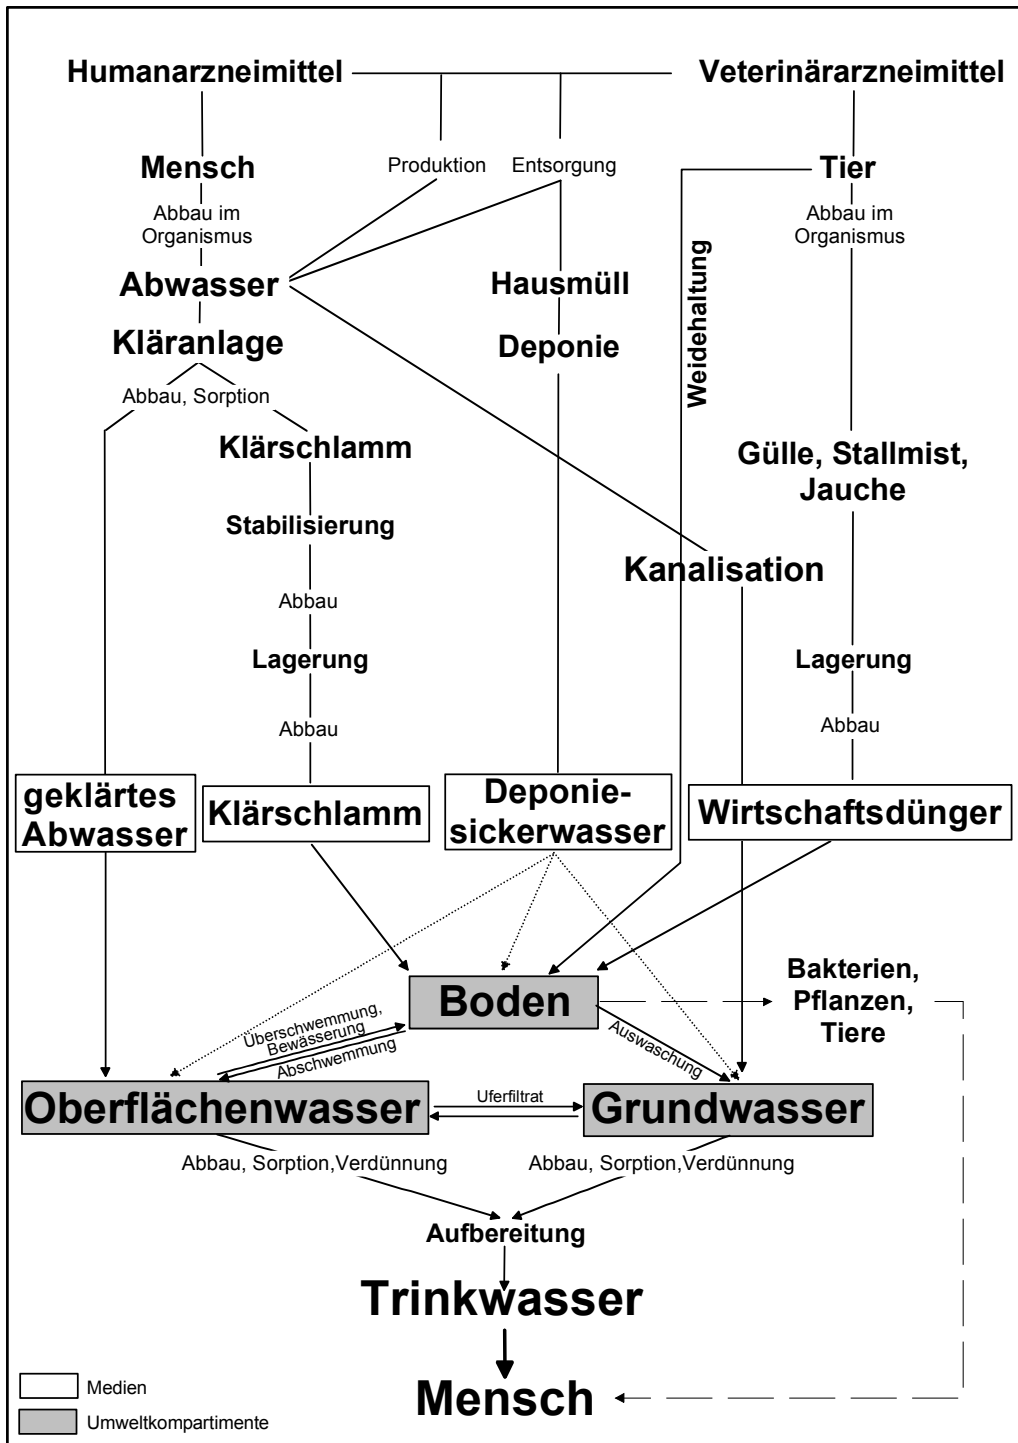 Humanarzneimittel
Veterinärarzneimittel
Mensch
Produktion
Entsorgung
Tier
Abbau im
Organismus
Abbau im
Organismus
Weidehaltung
Abwasser
Hausmüll
Kläranlage
Deponie
Abbau, Sorption
Klärschlamm
Gülle, Stallmist,
Jauche
Stabilisierung
Kanalisation
Abbau
Lagerung
Lagerung
Abbau
Abbau
geklärtes
Abwasser
Klärschlamm
Deponie-
sickerwasser
Wirtschaftsdünger
Boden
Bakterien,
Pflanzen,
Tiere
Überschwemmung,
Bewässerung
Abschwemmung
Auswaschung
Oberflächenwasser
Uferfiltrat
Grundwasser
Abbau, Sorption,Verdünnung
Abbau, Sorption,Verdünnung
Aufbereitung
Trinkwasser
Mensch
Medien
Umweltkompartimente